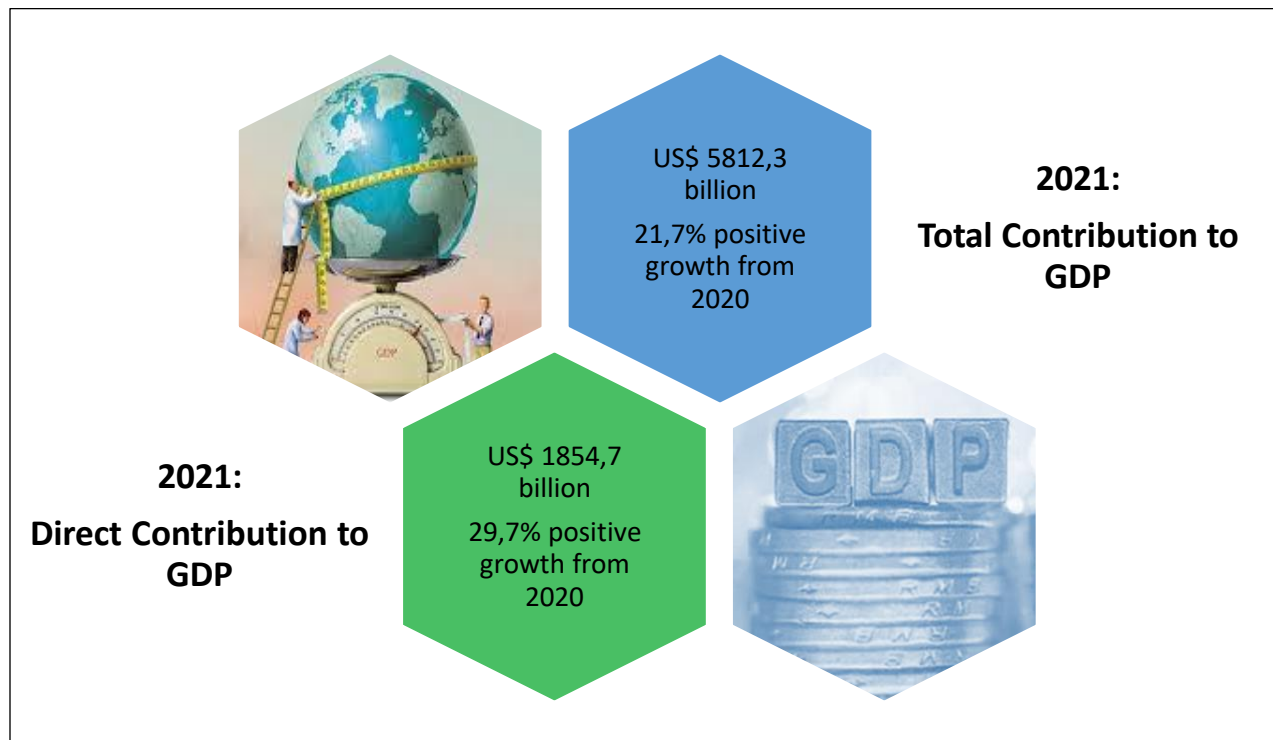 US$ 5812,3
billion
21,7% positive
growth from
2020
2021:
Total Contribution to
GDP
GDP
2021:
Direct Contribution to
GDP
US$ 1854,7
billion
29,7% positive
growth from
2020
GDP